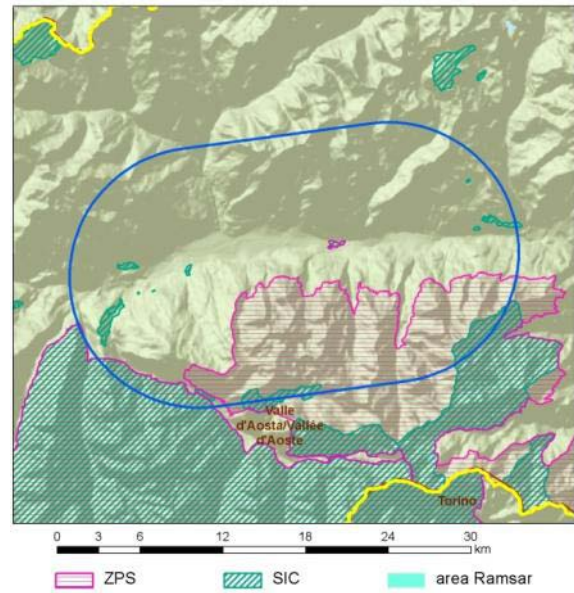 Valle
d'Aosta/Vallée
d'Aoste
Torino
0 3 6 12 18 24 30
km
ZPS SIC area Ramsar